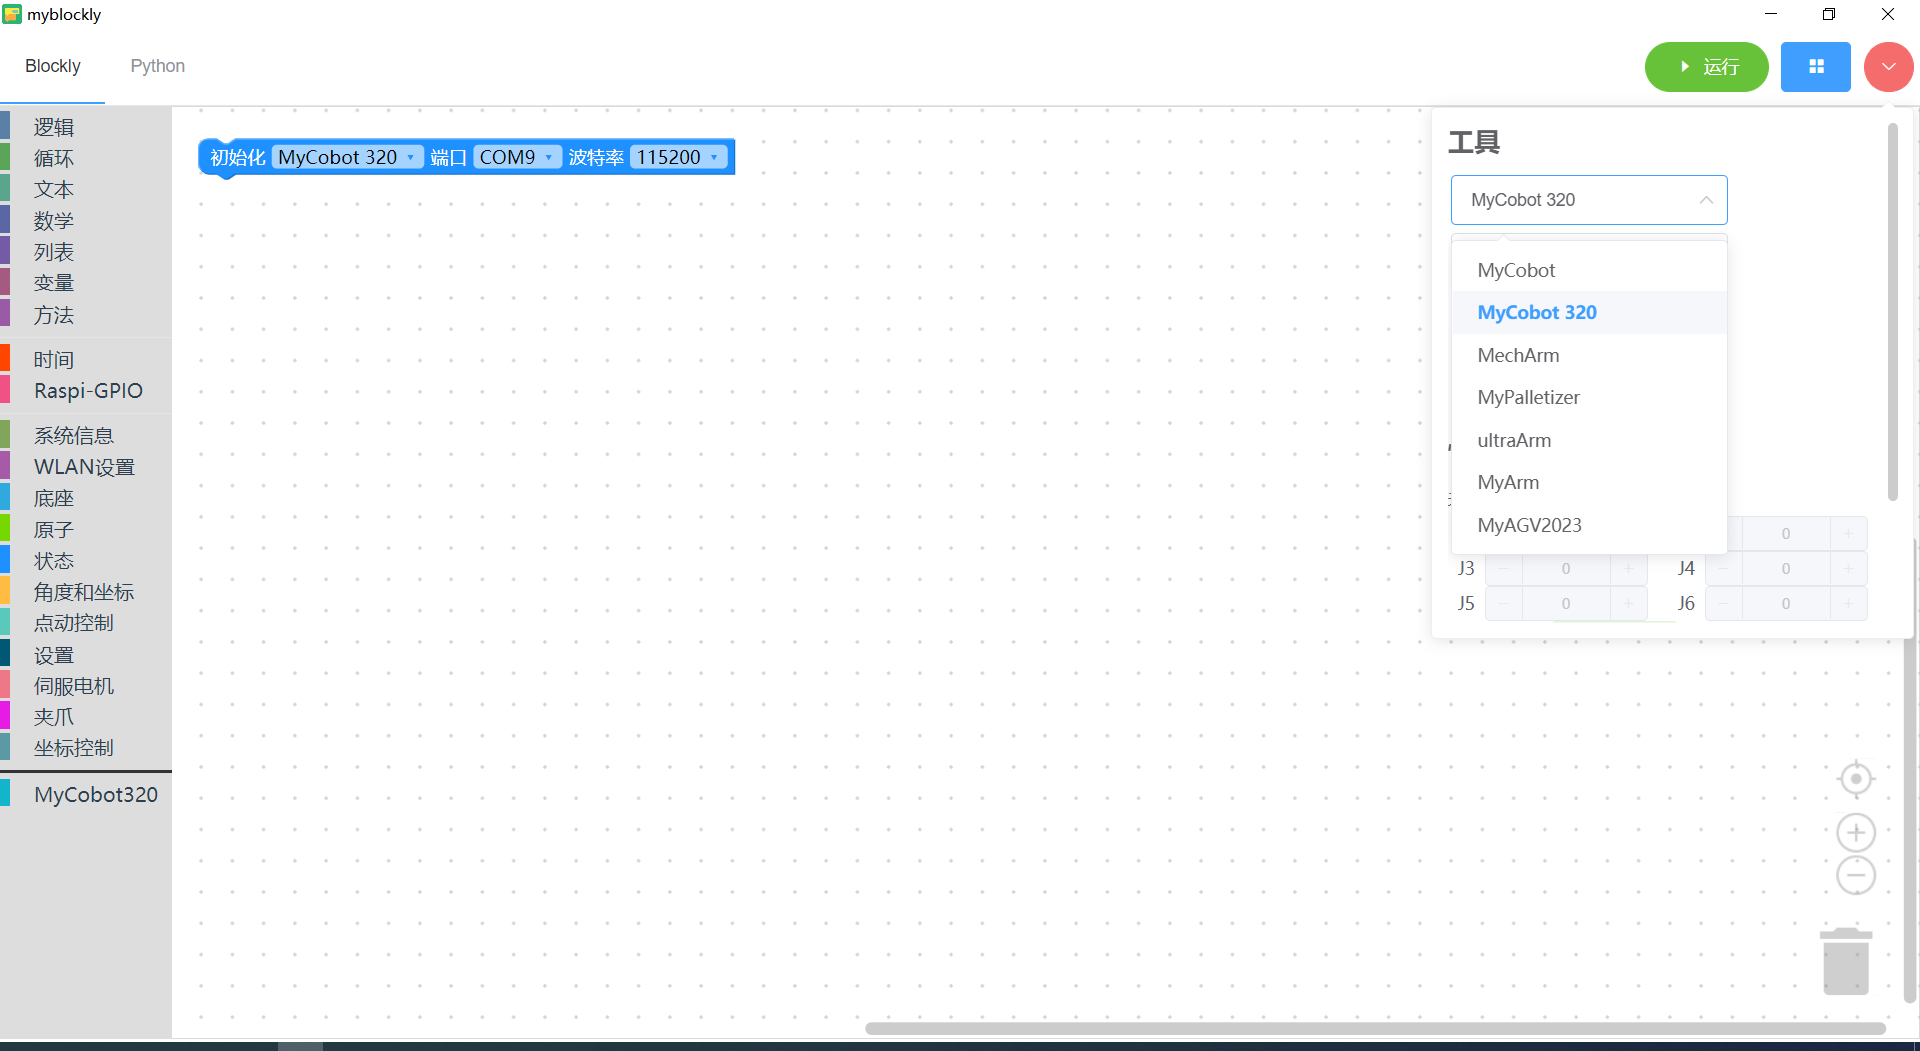 myblockly
Blockly
Python
运行
逻辑
循环
文本
数学
列表
变量
方法
时间
Raspi-GPIO
系统信息
WLAN设置
底座
原子
状态
角度和坐标
点动控制
设置
伺服电机
夹爪
坐标控制
MyCobot320
初始化 MyCobot 320 端口 COM9 波特率 115200
工具
MyCobot 320
MyCobot
MyCobot 320
MechArm
MyPalletizer
ultraArm
MyArm
MyAGV2023
0
J3 0 J4 0
J5 0 J6 0